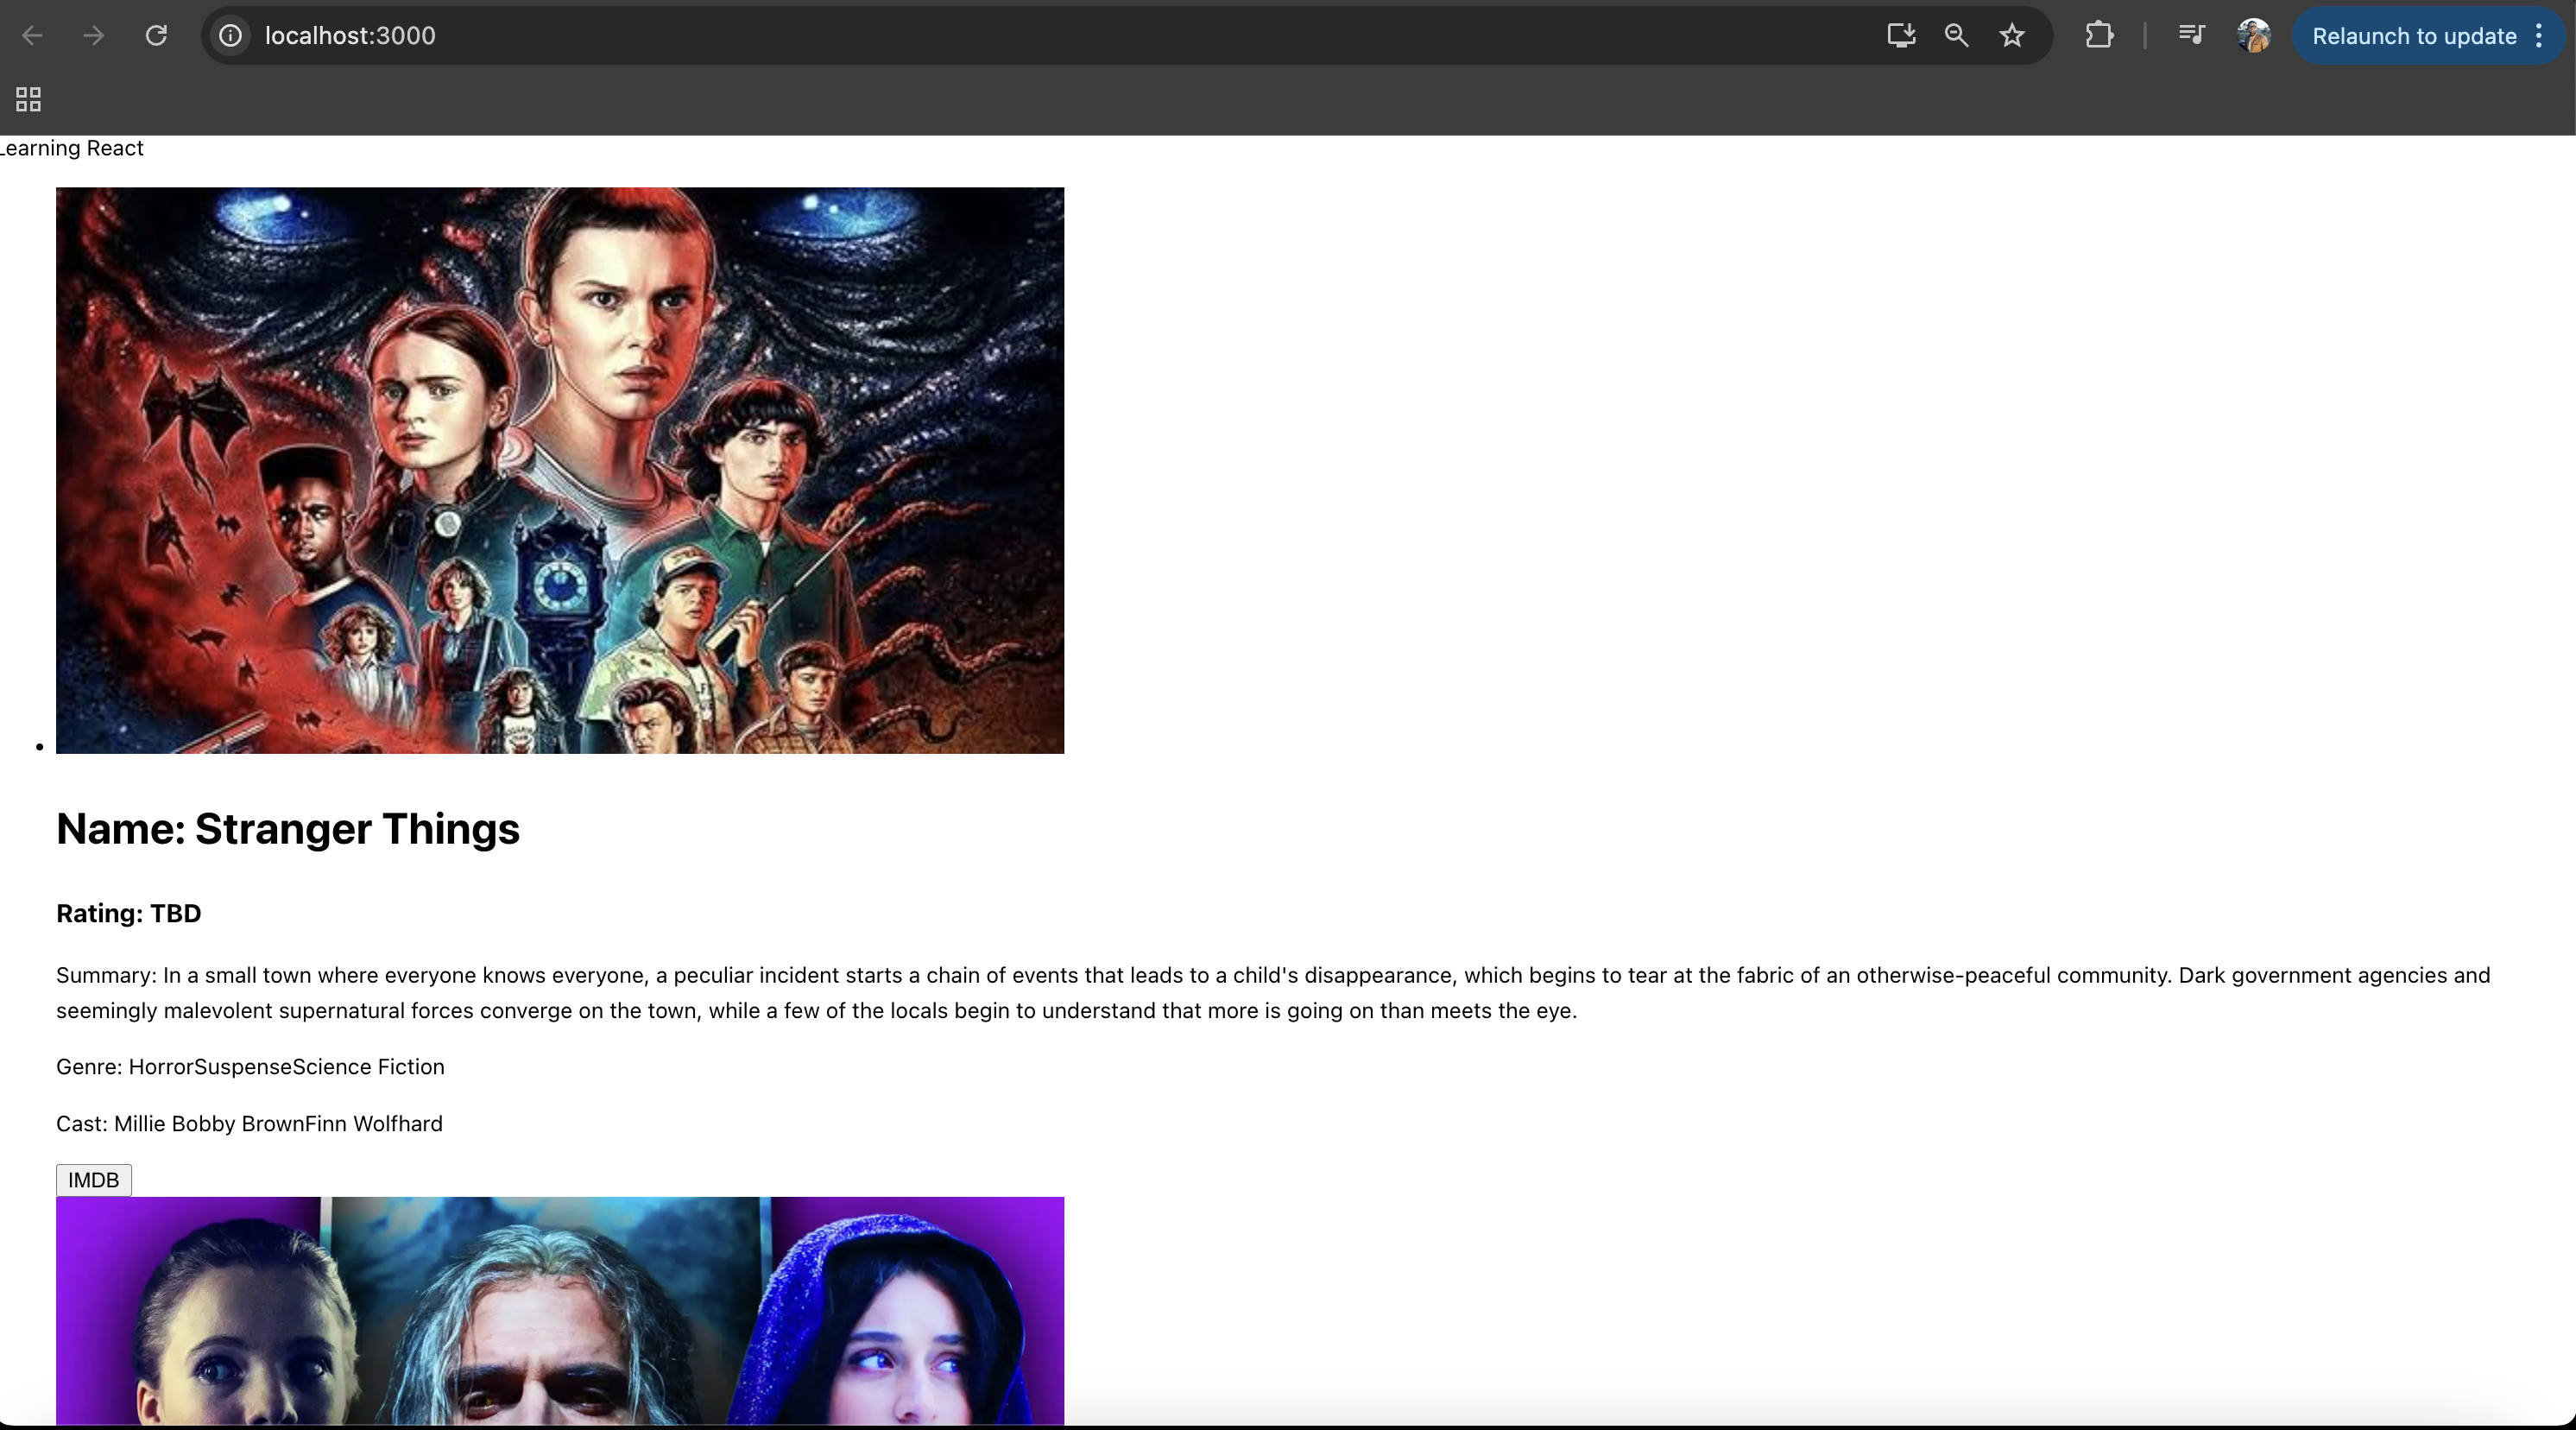 localhost:3000
Relaunch to update
Learning React
Name: Stranger Things
Rating: TBD
Summary: In a small town where everyone knows everyone, a peculiar incident starts a chain of events that leads to a child's disappearance, which begins to tear at the fabric of an otherwise-peaceful community. Dark government agencies and
seemingly malevolent supernatural forces converge on the town, while a few of the locals begin to understand that more is going on than meets the eye.
Genre: HorrorSuspenseScience Fiction
Cast: Millie Bobby BrownFinn Wolfhard
IMDB